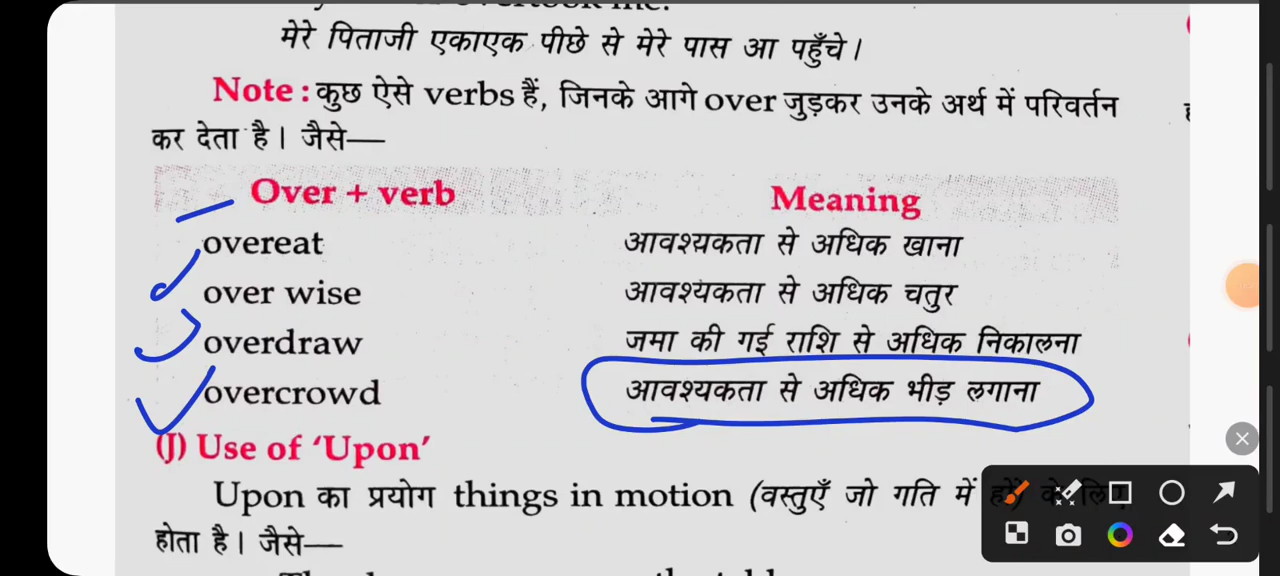 मेरे पिताजी एकाएक पीछे से मेरे पास आ पहुँचे।
Note : कुछ ऐसे verbs हैं, जिनके आगे over जुड़कर उनके अर्थ में परिवर्तन
कर देता है। जैसे—
Over + verb Meaning
overeat आवश्यकता से अधिक खाना
over wise आवश्यकता से अधिक चतुर
overdraw जमा की गई राशि से अधिक निकालना
overcrowd आवश्यकता से अधिक भीड़ लगाना
(J) Use of ‘Upon’
Upon का प्रयोग things in motion (वस्तुएँ जो गति में हों) के लिए
होता है। जैसे—